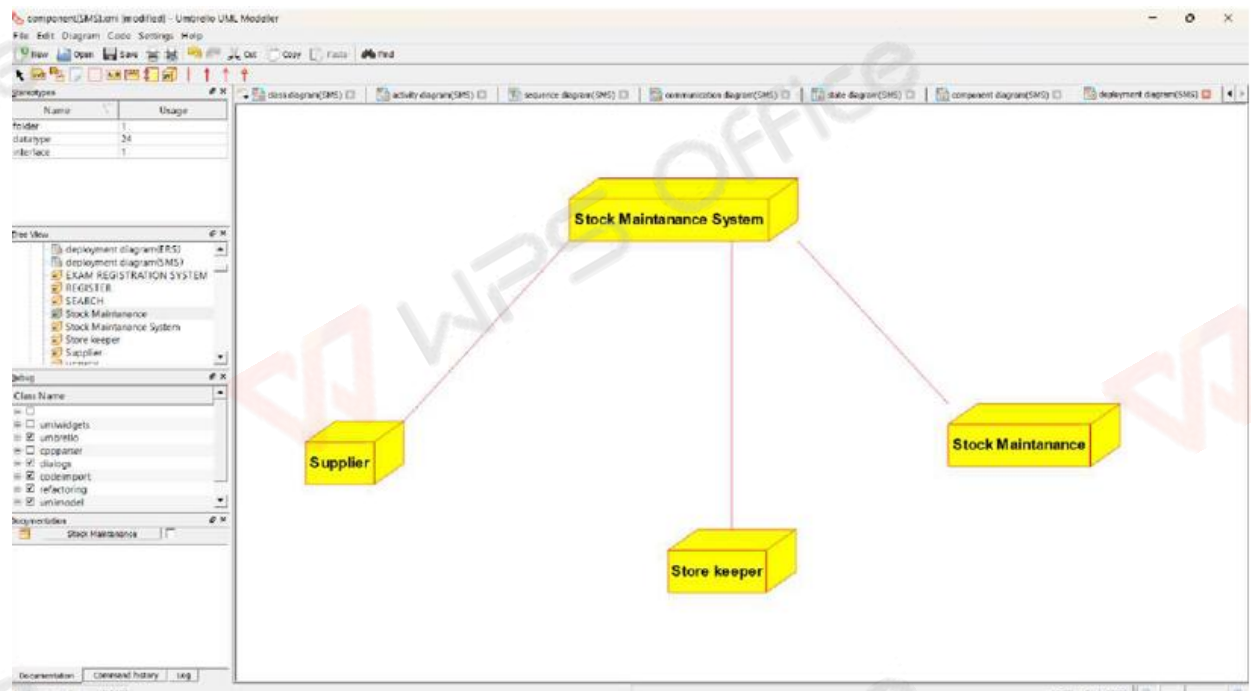 component(SMS).xmi [modified] - Umbrello UML Modeller
File Edit Diagram Code Settings Help
New Open Save Cut Copy Paste Find
Stereotypes
class diagram(SMS) activity diagram(SMS) sequence diagram(SMS) communication diagram(SMS) state diagram(SMS) component diagram(SMS) deployment diagram(SMS)
Name Usage
folder 1
datatype 24
interface 1
Tree View
deployment diagram(ERS)
deployment diagram(SMS)
EXAM REGISTRATION SYSTEM
REGISTER
SEARCH
Stock Maintanance
Stock Maintanance System
Store keeper
Supplier
Debug
Class Name
umlwidgets
umbrello
cppparser
dialogs
codeimport
refactoring
umlmodel
Documentation
Stock Maintanance
Documentation Command history Log
Stock Maintanance System
Supplier
Stock Maintanance
Store keeper
WPS Office